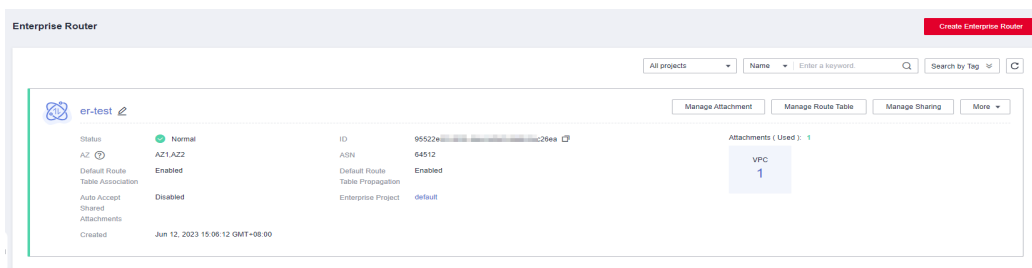 Enterprise Router
Create Enterprise Router
All projects Name Enter a keyword. Search by Tag C
er-test
Manage Attachment Manage Route Table Manage Sharing More
Status Normal ID 95522e c26ea Attachments ( Used ): 1
AZ ? AZ1,AZ2 ASN 64512
VPC
1
Default Route Enabled Default Route Enabled
Table Association Table Propagation
Auto Accept Disabled Enterprise Project default
Shared
Attachments
Created Jun 12, 2023 15:06:12 GMT+08:00